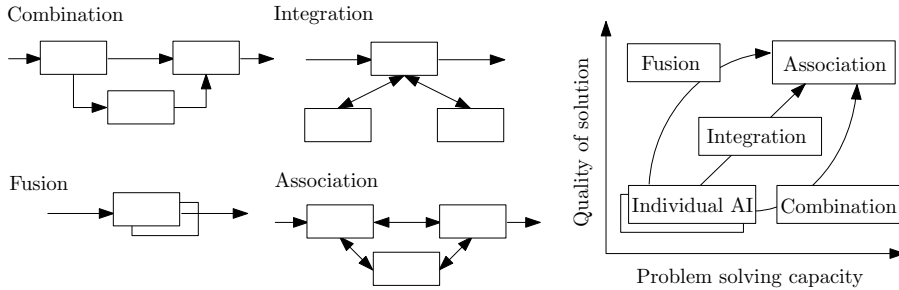 Combination
Integration
Fusion
Association
Quality of solution
Fusion
Association
Integration
Individual AI
Combination
Problem solving capacity